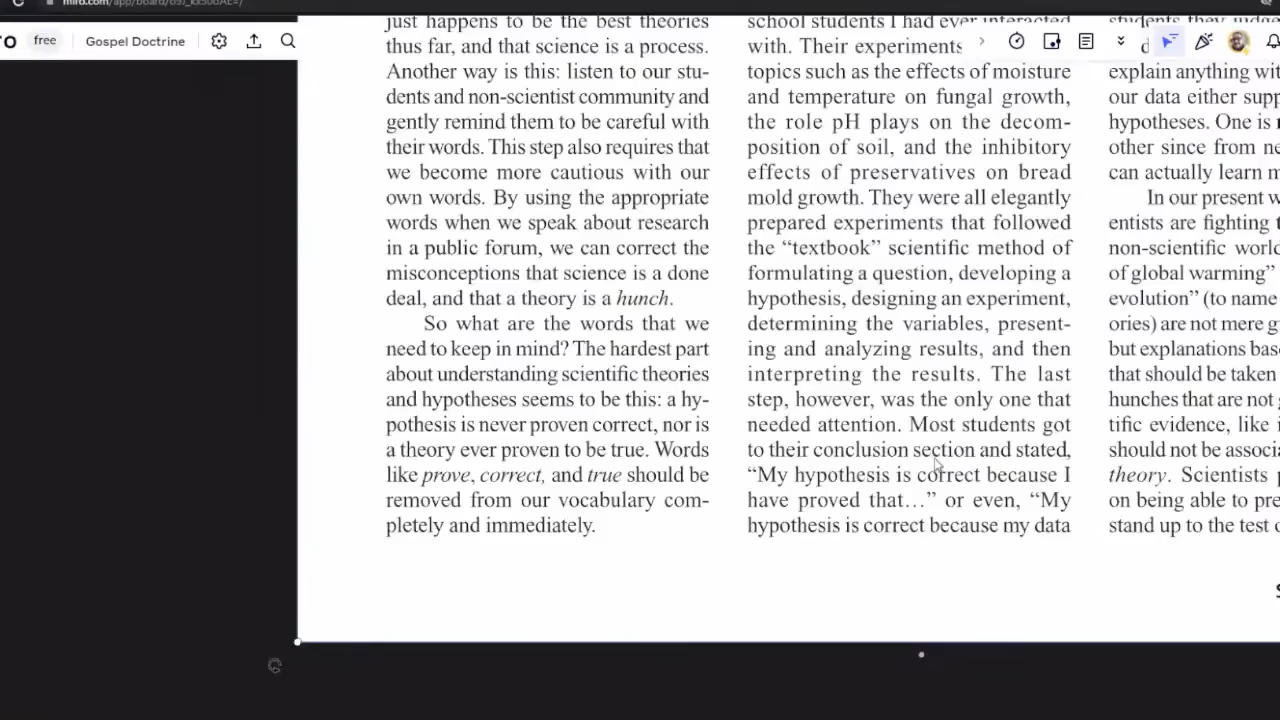 miro.com/app/board/
free
Gospel Doctrine
just happens to be the best theories
thus far, and that science is a process.
Another way is this: listen to our stu-
dents and non-scientist community and
gently remind them to be careful with
their words. This step also requires that
we become more cautious with our
own words. By using the appropriate
words when we speak about research
in a public forum, we can correct the
misconceptions that science is a done
deal, and that a theory is a hunch.
So what are the words that we
need to keep in mind? The hardest part
about understanding scientific theories
and hypotheses seems to be this: a hy-
pothesis is never proven correct, nor is
a theory ever proven to be true. Words
like prove, correct, and true should be
removed from our vocabulary com-
pletely and immediately.
school students I had ever interacted
with. Their experiments
topics such as the effects of moisture
and temperature on fungal growth,
the role pH plays on the decom-
position of soil, and the inhibitory
effects of preservatives on bread
mold growth. They were all elegantly
prepared experiments that followed
the “textbook” scientific method of
formulating a question, developing a
hypothesis, designing an experiment,
determining the variables, present-
ing and analyzing results, and then
interpreting the results. The last
step, however, was the only one that
needed attention. Most students got
to their conclusion section and stated,
“My hypothesis is correct because I
have proved that…” or even, “My
hypothesis is correct because my data
students they
explain anything
our data either
hypotheses. One is
other since from
can actually learn
In our present
entists are fighting
non-scientific
of global warming”
evolution” (to name
ories) are not mere
but explanations
that should be taken
hunches that are not
tific evidence, like
should not be
theory. Scientists
on being able to
stand up to the test